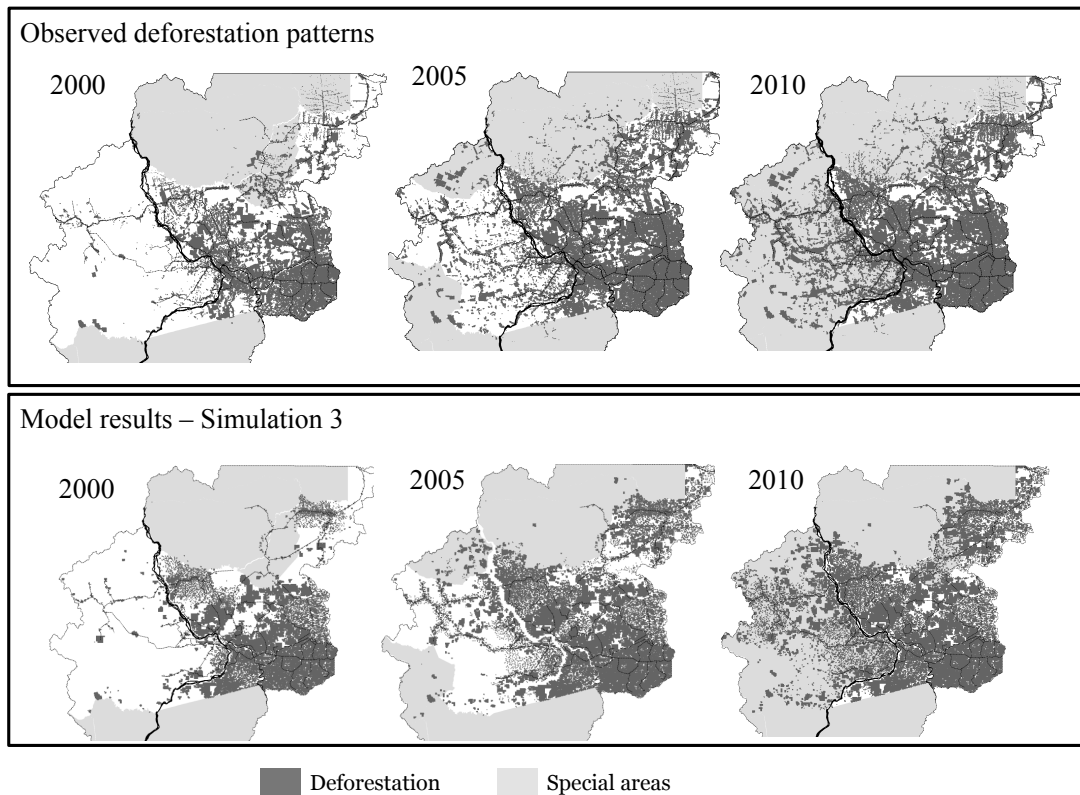 Observed deforestation patterns
2000
2005
2010
Model results – Simulation 3
2000
2005
2010
Deforestation
Special areas